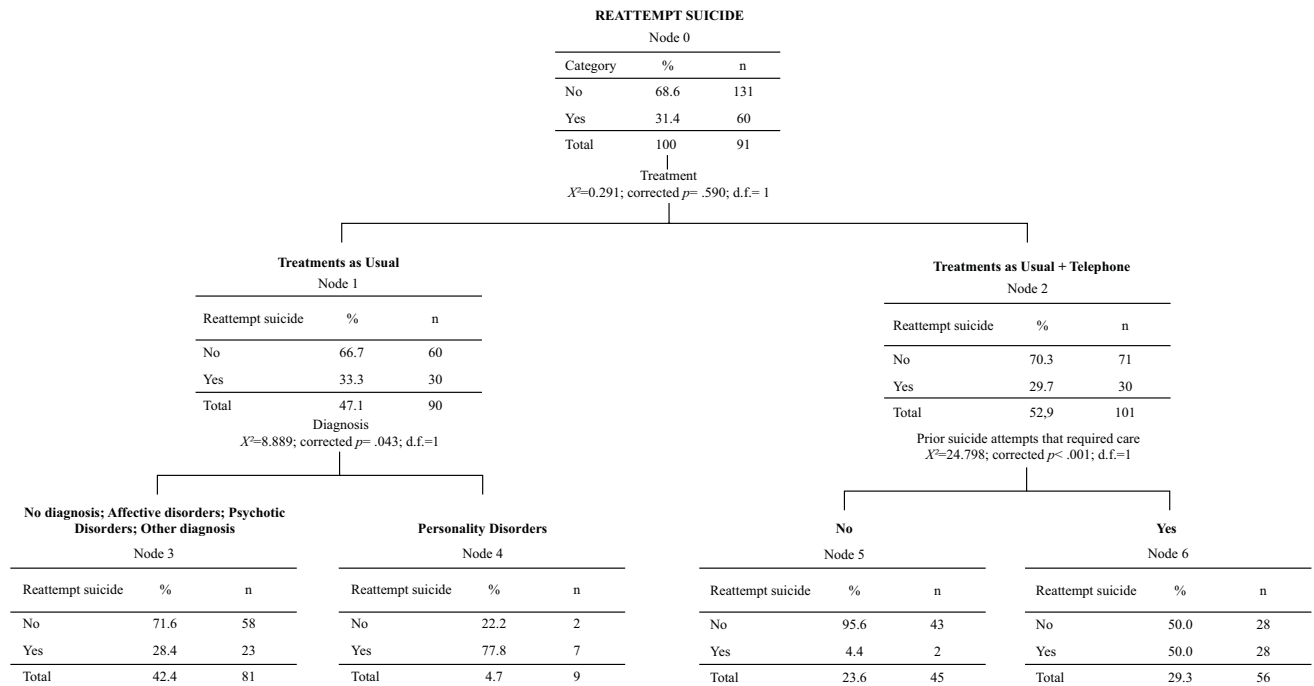 REATTEMPT SUICIDE
Node 0
Category % n
No 68.6 131
Yes 31.4 60
Total 100 91
Treatment
X²=0.291; corrected p= .590; d.f.= 1
Treatments as Usual
Node 1
Reattempt suicide % n
No 66.7 60
Yes 33.3 30
Total 47.1 90
Diagnosis
X²=8.889; corrected p= .043; d.f.=1
Treatments as Usual + Telephone
Node 2
Reattempt suicide % n
No 70.3 71
Yes 29.7 30
Total 52,9 101
Prior suicide attempts that required care
X²=24.798; corrected p< .001; d.f.=1
No diagnosis; Affective disorders; Psychotic
Disorders; Other diagnosis
Node 3
Reattempt suicide % n
No 71.6 58
Yes 28.4 23
Total 42.4 81
Personality Disorders
Node 4
Reattempt suicide % n
No 22.2 2
Yes 77.8 7
Total 4.7 9
No
Node 5
Reattempt suicide % n
No 95.6 43
Yes 4.4 2
Total 23.6 45
Yes
Node 6
Reattempt suicide % n
No 50.0 28
Yes 50.0 28
Total 29.3 56